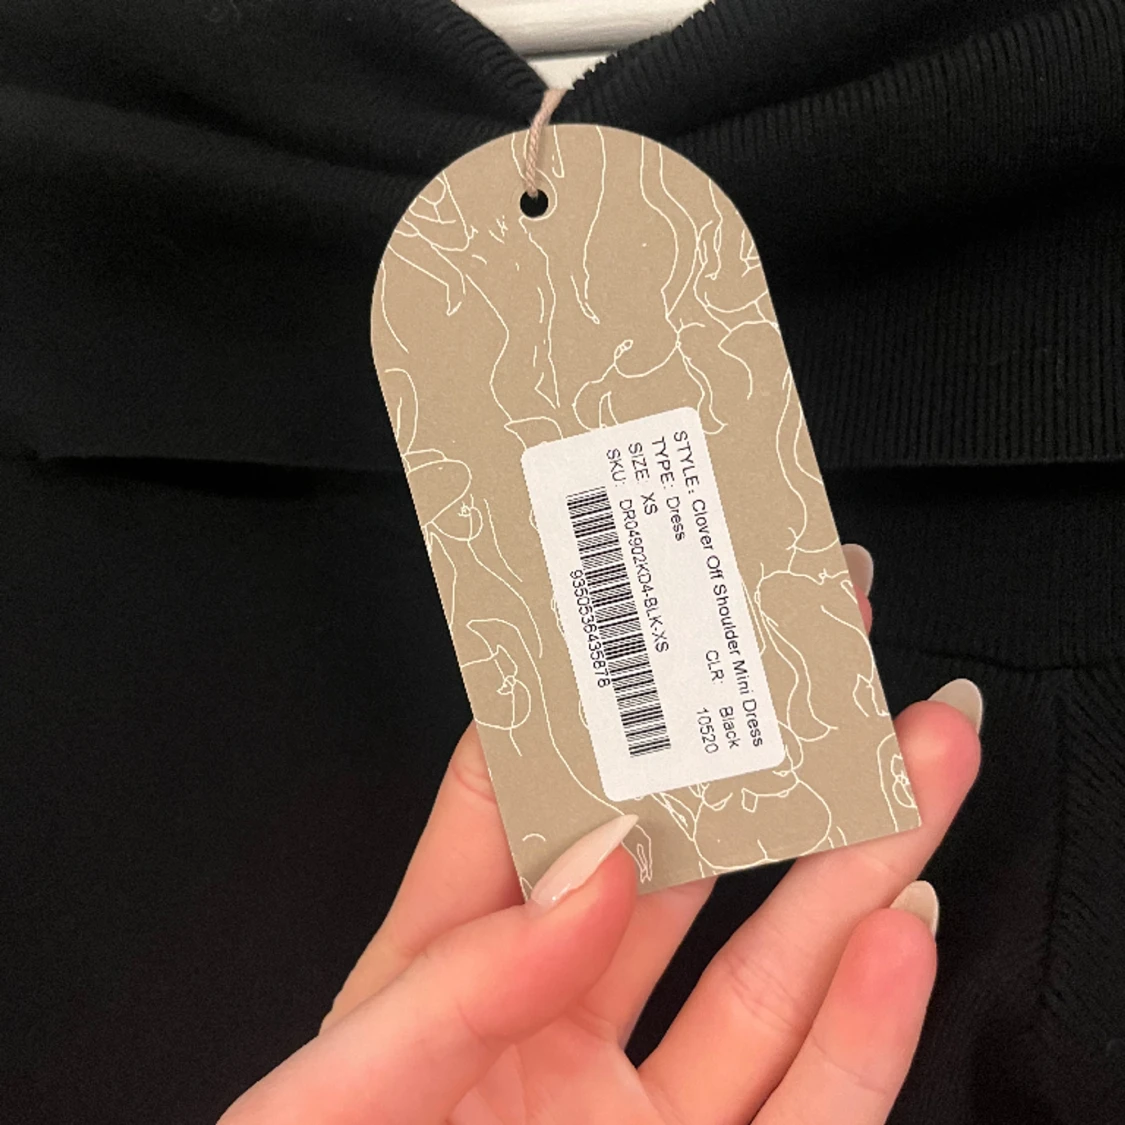 STYLE: Clover Off Shoulder Mini Dress
TYPE: Dress
CLR: Black
SIZE: XS
10520
SKU: DR04902KD4-BLK-XS
9350536435878